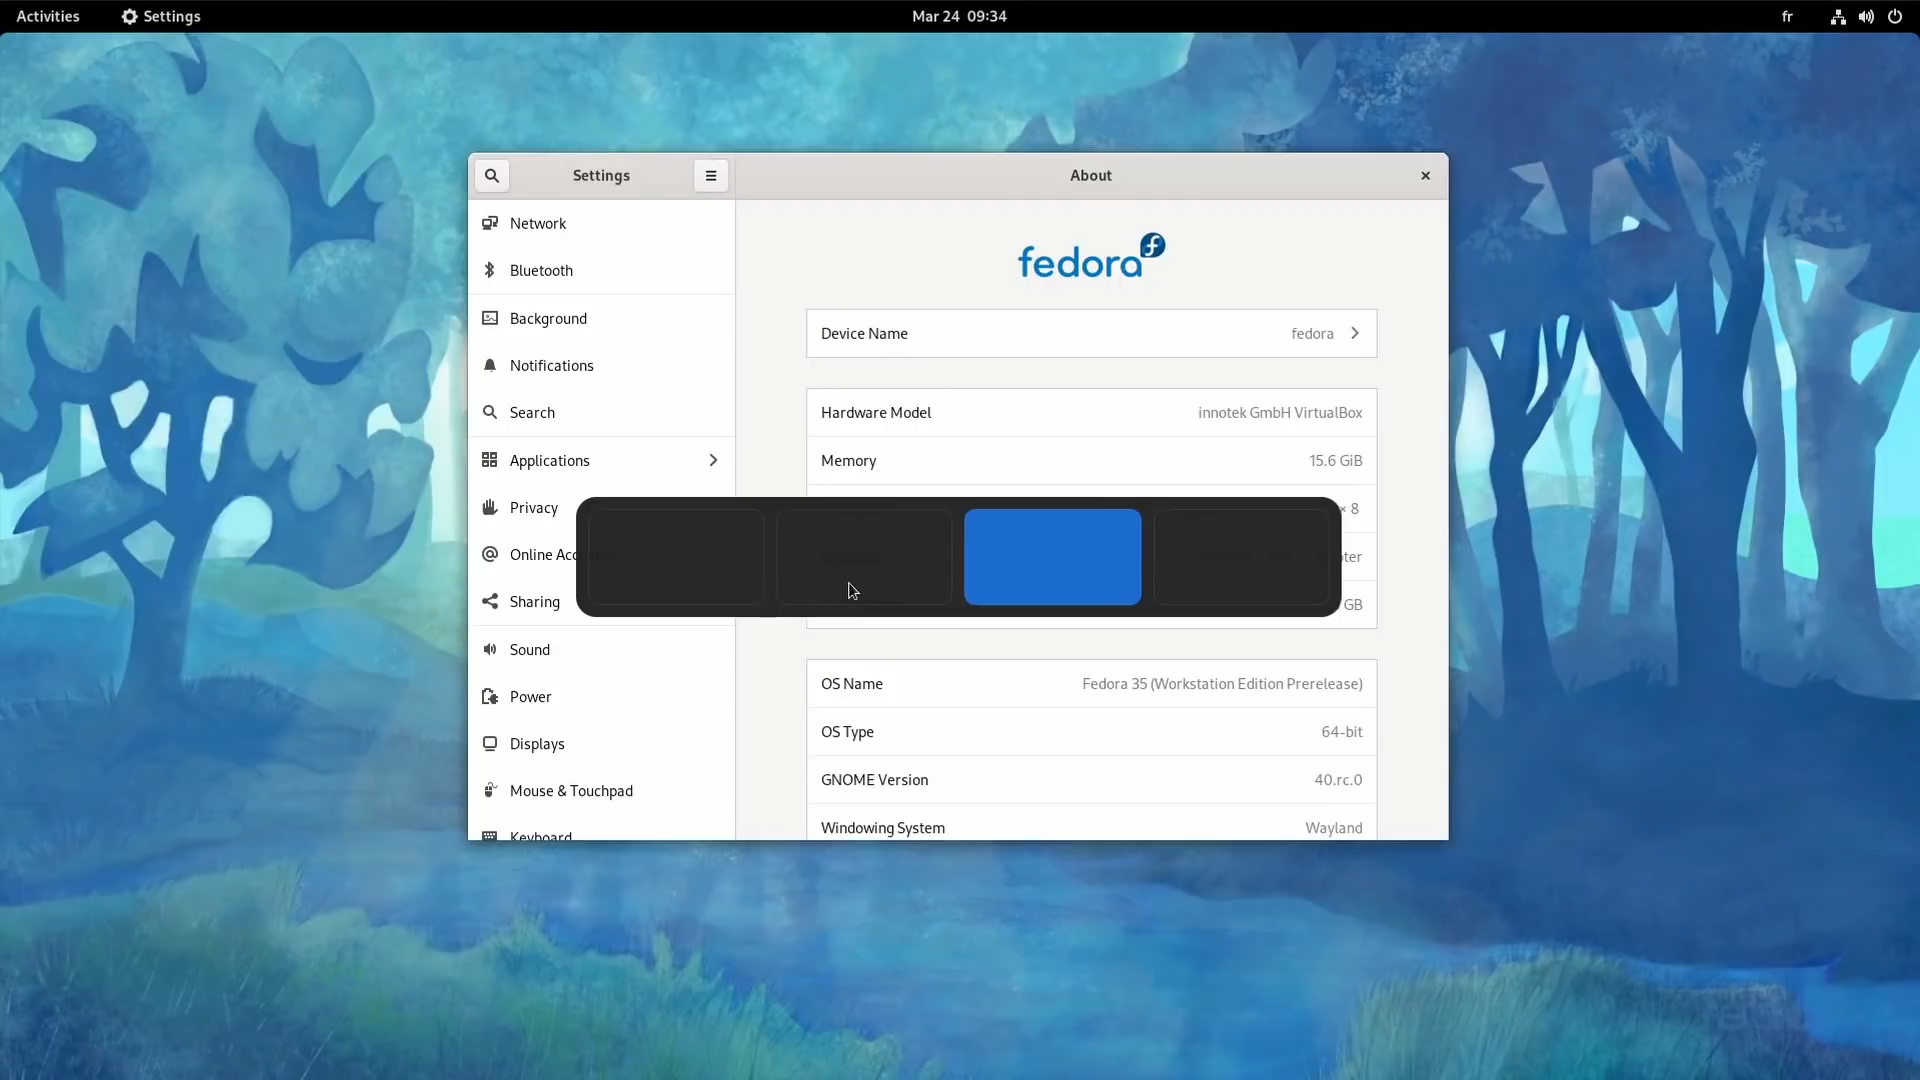 Activities Settings Mar 24 09:34 fr
Settings About
Network
Bluetooth
Background
Notifications
Search
Applications
Privacy
Online
Sharing
Sound
Power
Displays
Mouse & Touchpad
Keyboard
fedora
Device Name fedora
Hardware Model innotek GmbH VirtualBox
Memory 15.6 GiB
× 8
GB
OS Name Fedora 35 (Workstation Edition Prerelease)
OS Type 64-bit
GNOME Version 40.rc.0
Windowing System Wayland